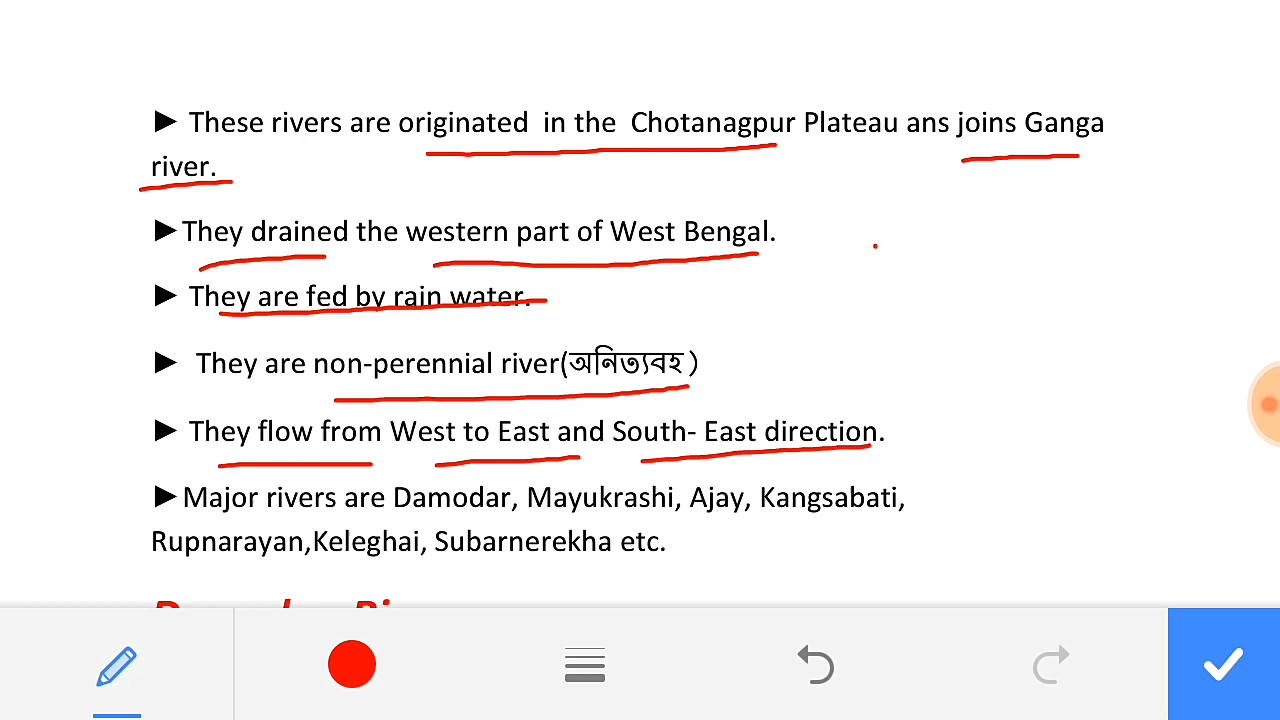 ► These rivers are originated in the Chotanagpur Plateau ans joins Ganga
river.
►They drained the western part of West Bengal.
► They are fed by rain water.
► They are non-perennial river(অনিত্যবহ )
► They flow from West to East and South- East direction.
►Major rivers are Damodar, Mayukrashi, Ajay, Kangsabati,
Rupnarayan,Keleghai, Subarnerekha etc.